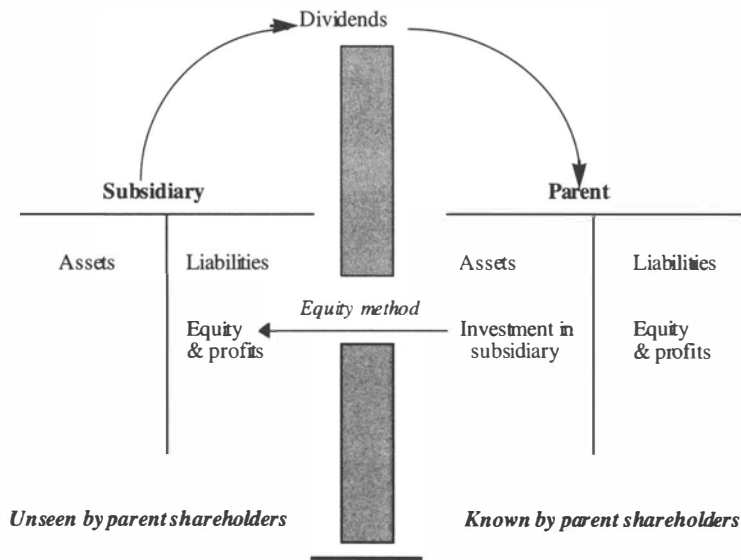 Dividends
Subsidiary
Parent
Assets
Liabilities
Assets
Liabilities
Equity method
Equity
& profits
Investment in
subsidiary
Equity
& profits
Unseen by parent shareholders
Known by parent shareholders